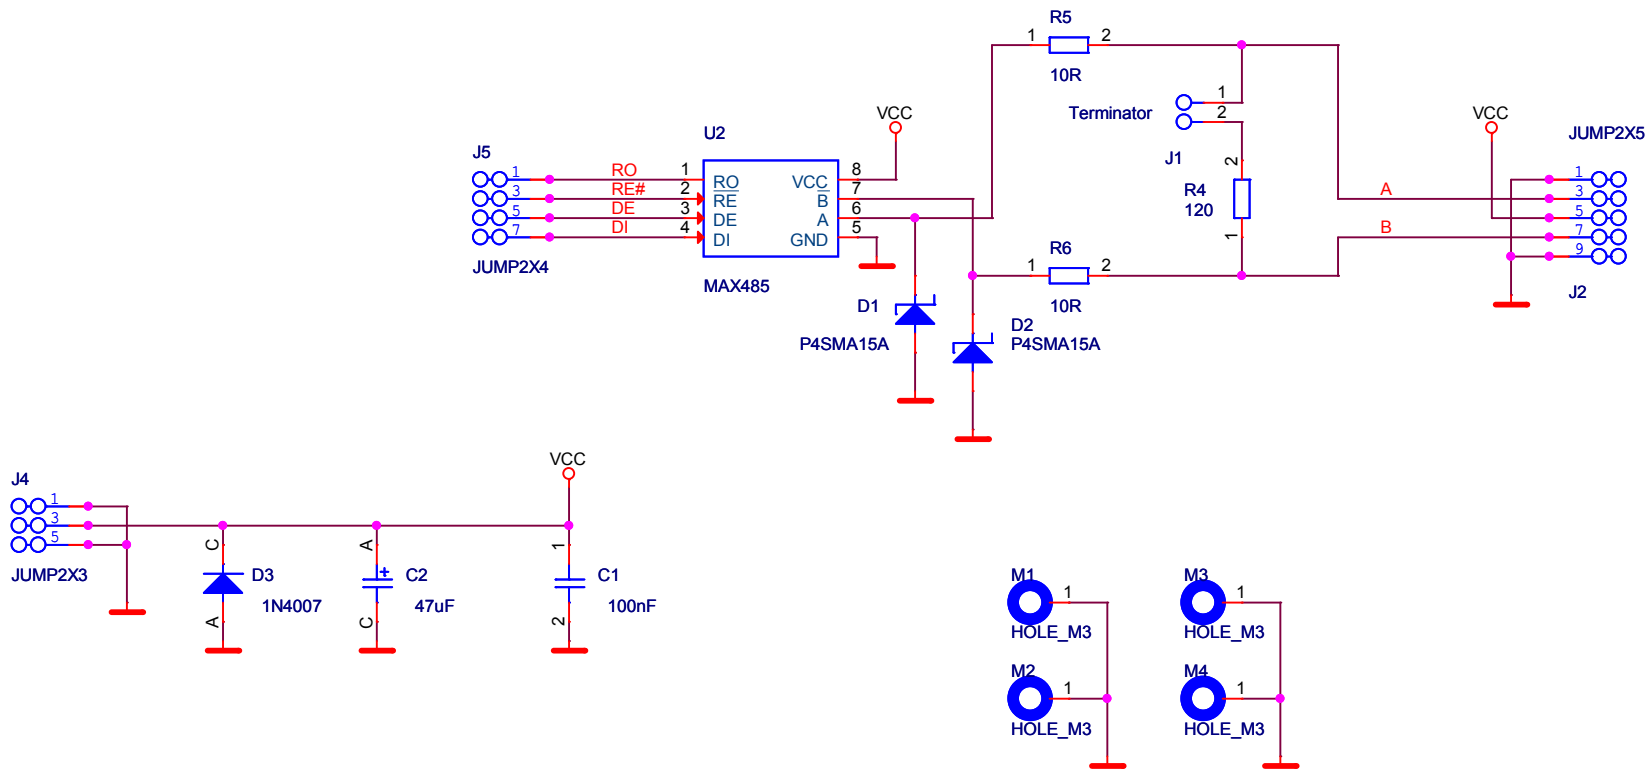 R5
1 2
10R
Terminator
1
2
J1
2
R4
120
1
VCC
U2
J5
1 RO 1 RO VCC 8
3 RE# 2 RE B 7
5 DE 3 DE A 6
7 DI 4 DI GND 5
JUMP2X4
MAX485
VCC
JUMP2X5
1
A 3
5
B 7
9
J2
R6
1 2
10R
D1
P4SMA15A
D2
P4SMA15A
VCC
J4
1
3
5
JUMP2X3
C
D3
1N4007
A
A
+
C2
47uF
C
1
C1
100nF
2
M1
1
HOLE_M3
M2
1
HOLE_M3
M3
1
HOLE_M3
M4
1
HOLE_M3